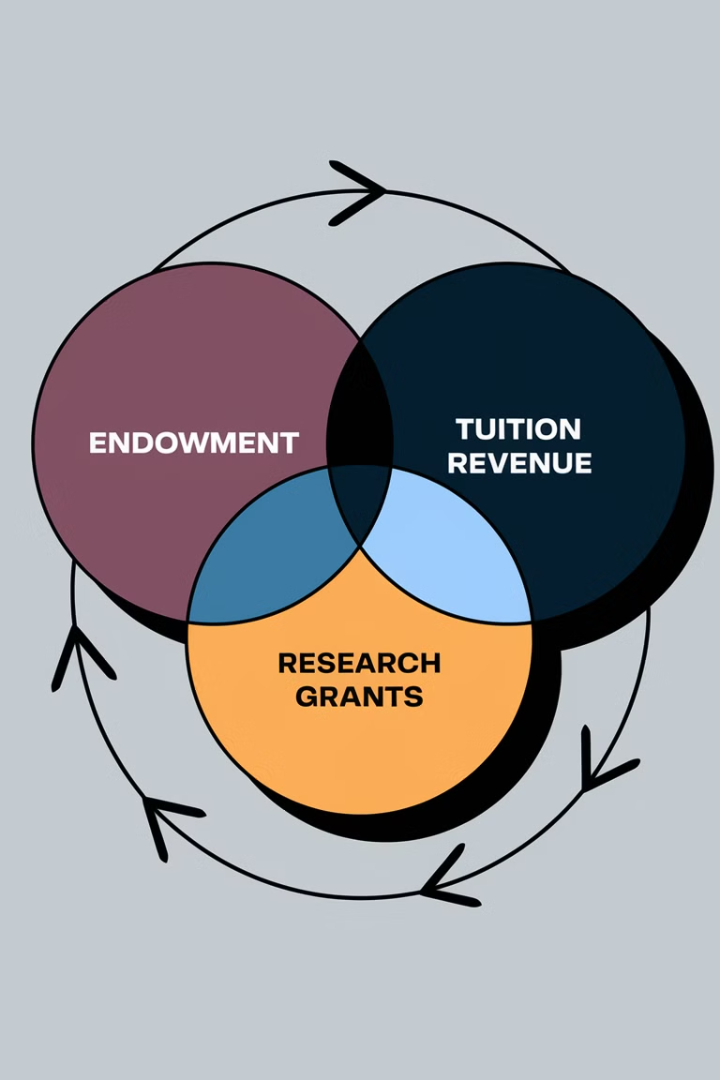 ENDOWMENT
TUITION
REVENUE
RESEARCH
GRANTS